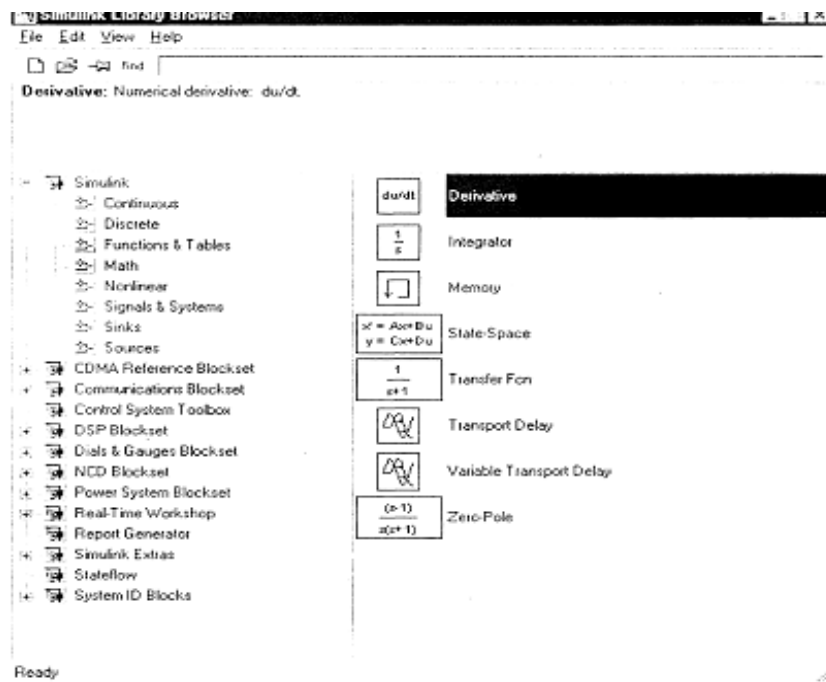 Simulink Library Browser
File Edit View Help
find
Derivative: Numerical derivative: du/dt.
Simulink
Continuous
Discrete
Functions & Tables
Math
Nonlinear
Signals & Systems
Sinks
Sources
CDMA Reference Blockset
Communications Blockset
Control System Toolbox
DSP Blockset
Dials & Gauges Blockset
NCD Blockset
Power System Blockset
Real-Time Workshop
Report Generator
Simulink Extras
Stateflow
System ID Blocks
du/dt Derivative
1
s
Integrator
Memory
x' = Ax+Bu
y = Cx+Du
State-Space
1
s+1
Transfer Fcn
Transport Delay
Variable Transport Delay
(s-1)
s(s+1)
Zero-Pole
Ready